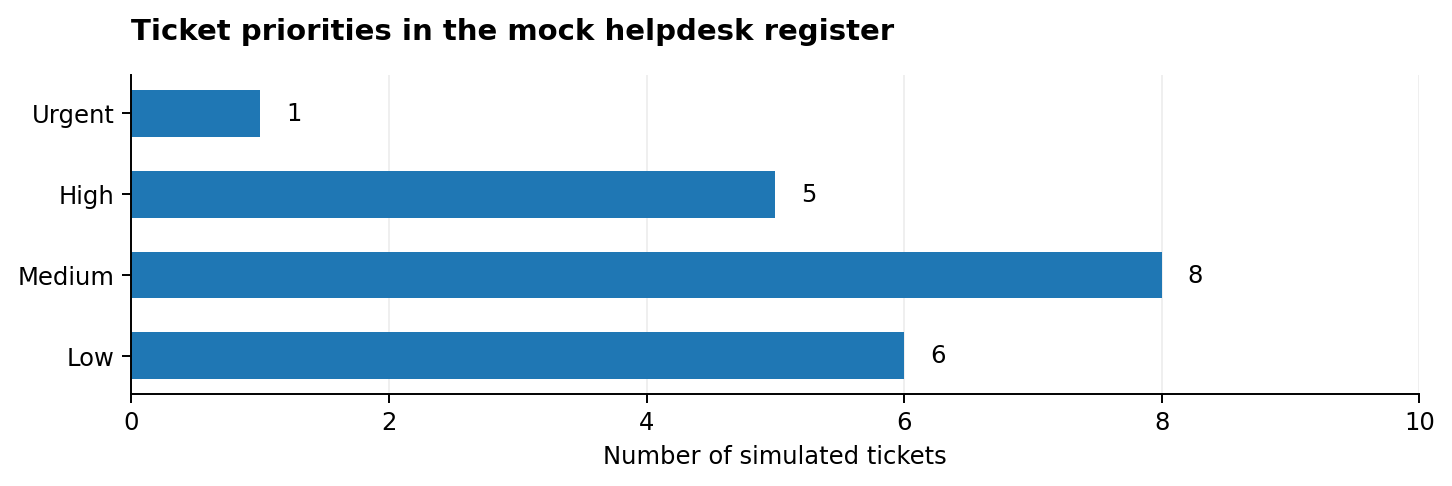 Ticket priorities in the mock helpdesk register
Urgent 1
High 5
Medium 8
Low 6
0 2 4 6 8 10
Number of simulated tickets